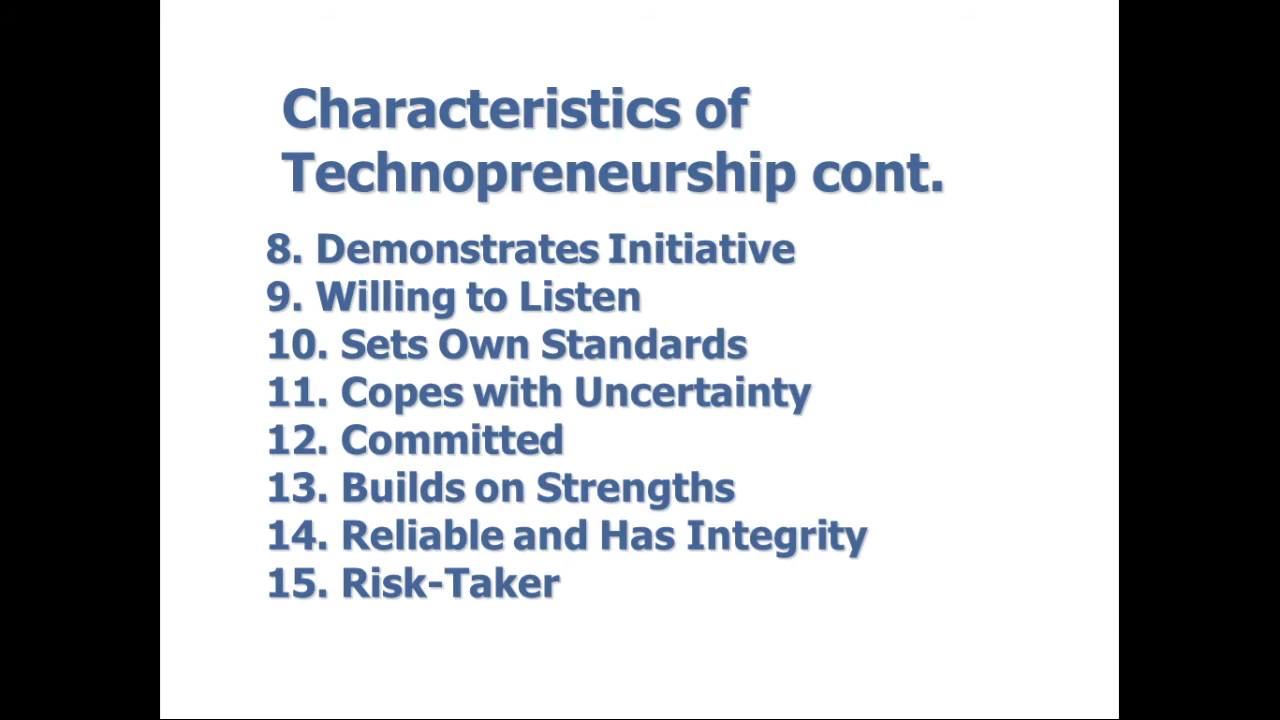 Characteristics of
Technopreneurship cont.
8. Demonstrates Initiative
9. Willing to Listen
10. Sets Own Standards
11. Copes with Uncertainty
12. Committed
13. Builds on Strengths
14. Reliable and Has Integrity
15. Risk-Taker